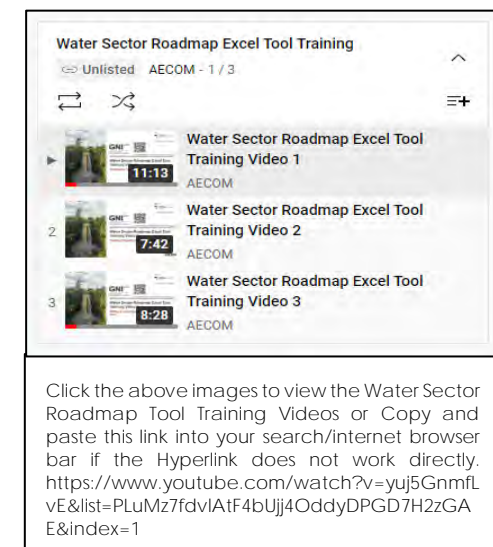 Water Sector Roadmap Excel Tool Training
Unlisted AECOM - 1 / 3
Water Sector Roadmap Excel Tool
Training Video 1
GNI
11:13
AECOM
Water Sector Roadmap Excel Tool
Training Video 2
2
GNI
7:42
AECOM
Water Sector Roadmap Excel Tool
Training Video 3
3
GNI
8:28
AECOM
Click the above images to view the Water Sector
Roadmap Tool Training Videos or Copy and
paste this link into your search/internet browser
bar if the Hyperlink does not work directly.
https://www.youtube.com/watch?v=yuj5GnmfL
vE&list=PLuMz7fdvlAtF4bUjj4OddyDPGD7H2zGA
E&index=1